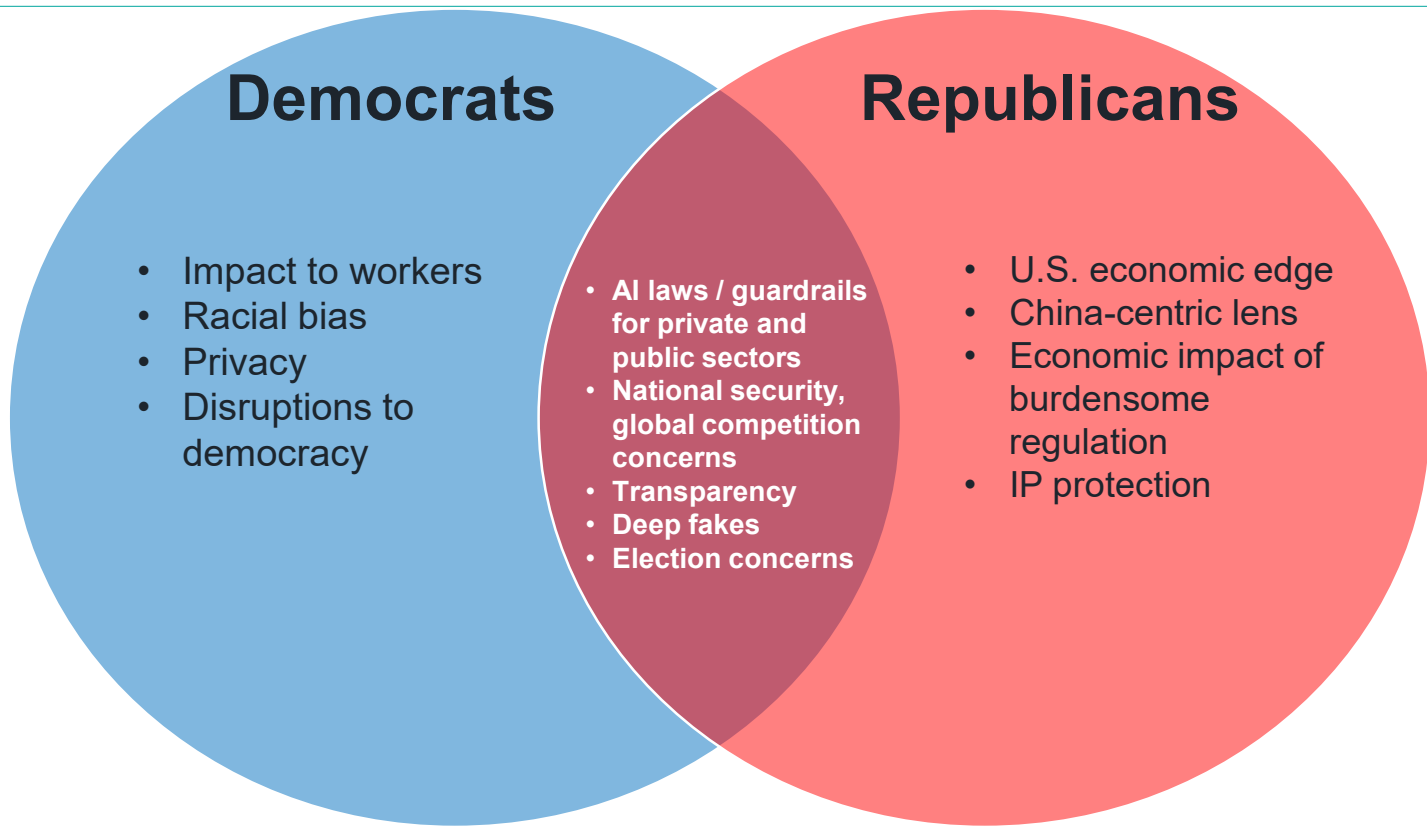 Democrats
• Impact to workers
• Racial bias
• Privacy
• Disruptions to
democracy
• AI laws / guardrails
for private and
public sectors
• National security,
global competition
concerns
• Transparency
• Deep fakes
• Election concerns
Republicans
• U.S. economic edge
• China-centric lens
• Economic impact of
burdensome
regulation
• IP protection